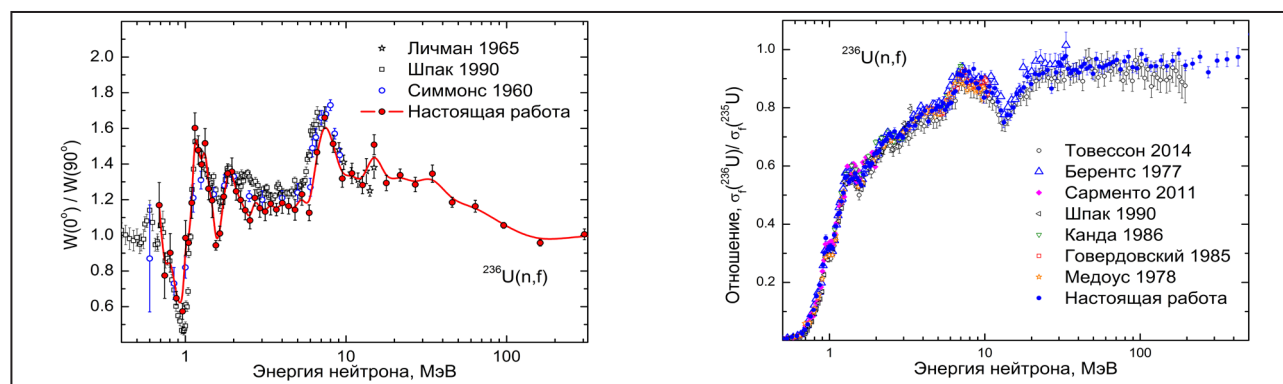 W(0°) / W(90°)
2.2
2.0
1.8
1.6
1.4
1.2
1.0
0.8
0.6
Личман 1965
Шпак 1990
Симмонс 1960
Настоящая работа
²³⁶U(n,f)
1
10
100
Энергия нейтрона, МэВ
Отношение, σf(²³⁶U)/ σf(²³⁵U)
1.0
0.8
0.6
0.4
0.2
²³⁶U(n,f)
Товессон 2014
Берентс 1977
Сарменто 2011
Шпак 1990
Канда 1986
Говердовский 1985
Медоус 1978
Настоящая работа
1
10
100
Энергия нейтрона, МэВ